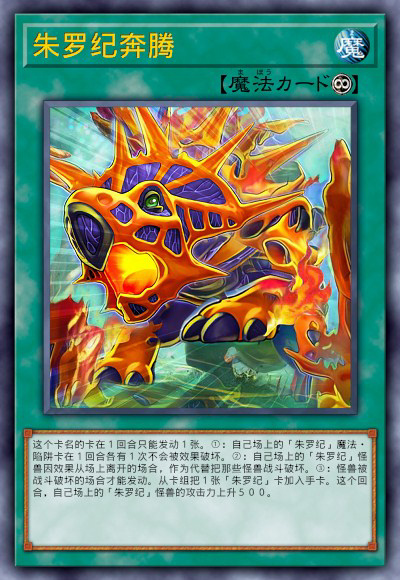 朱罗纪奔腾
魔
【魔法カード∞】
まほう
这个卡名的卡在1回合只能发动1张。①:自己场上的「朱罗纪」魔法・
陷阱卡在1回合各有1次不会被效果破坏。②:自己场上的「朱罗纪」怪
兽因效果从场上离开的场合,作为代替把那些怪兽战斗破坏。③:怪兽被
战斗破坏的场合才能发动。从卡组把1张「朱罗纪」卡加入手卡。这个回
合,自己场上的「朱罗纪」怪兽的攻击力上升500。